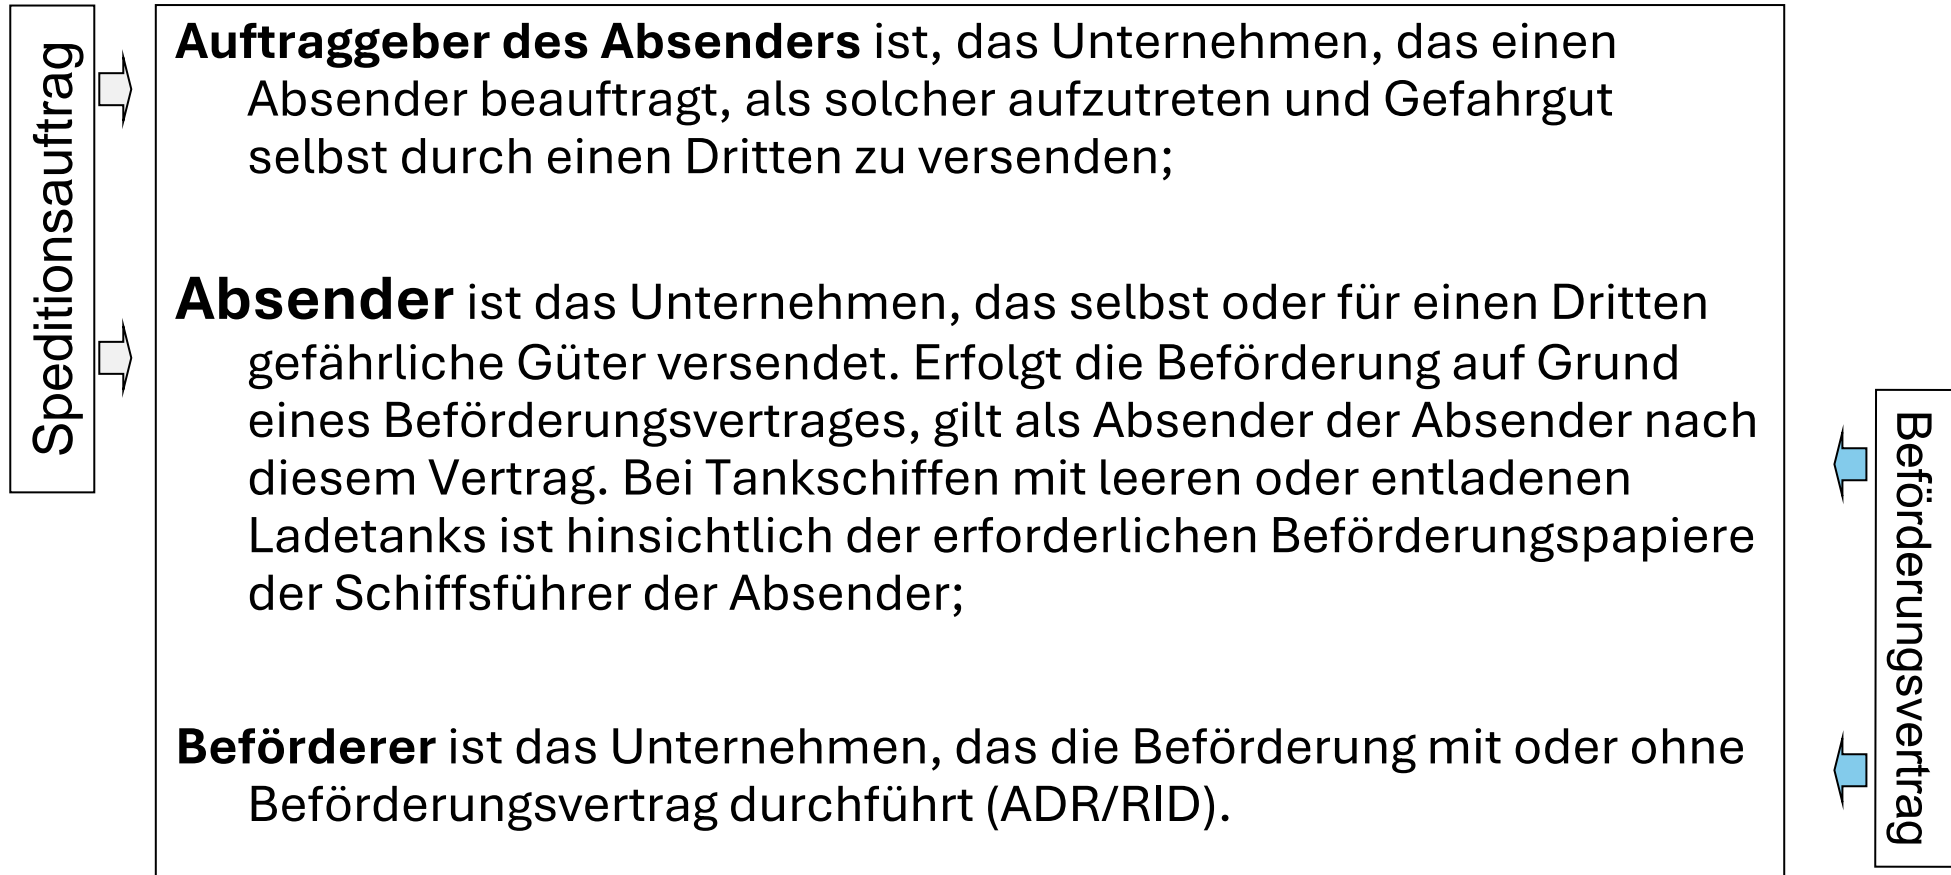 Speditionsauftrag
Auftraggeber des Absenders ist, das Unternehmen, das einen
Absender beauftragt, als solcher aufzutreten und Gefahrgut
selbst durch einen Dritten zu versenden;
Absender ist das Unternehmen, das selbst oder für einen Dritten
gefährliche Güter versendet. Erfolgt die Beförderung auf Grund
eines Beförderungsvertrages, gilt als Absender der Absender nach
diesem Vertrag. Bei Tankschiffen mit leeren oder entladenen
Ladetanks ist hinsichtlich der erforderlichen Beförderungspapiere
der Schiffsführer der Absender;
Beförderer ist das Unternehmen, das die Beförderung mit oder ohne
Beförderungsvertrag durchführt (ADR/RID).
Beförderungsvertrag